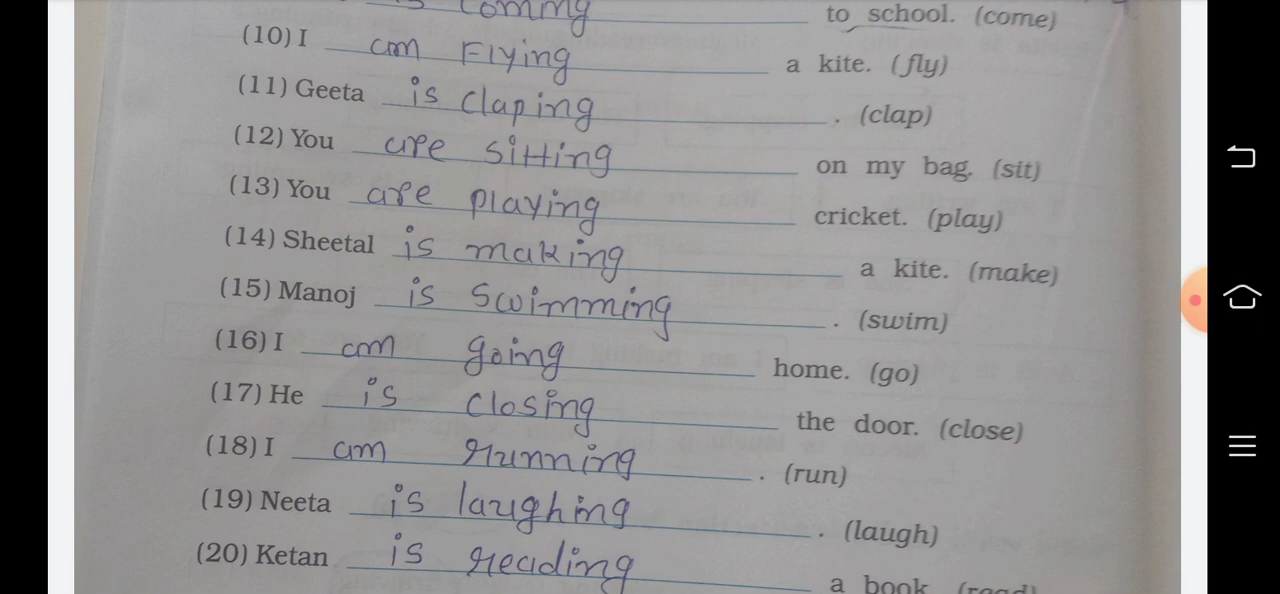 is comming to school. (come)
(10) I am Flying a kite. (fly)
(11) Geeta is claping . (clap)
(12) You are sitting on my bag. (sit)
(13) You are playing cricket. (play)
(14) Sheetal is making a kite. (make)
(15) Manoj is swimming . (swim)
(16) I am going home. (go)
(17) He is closing the door. (close)
(18) I am running . (run)
(19) Neeta is laughing . (laugh)
(20) Ketan is reading a book (read)